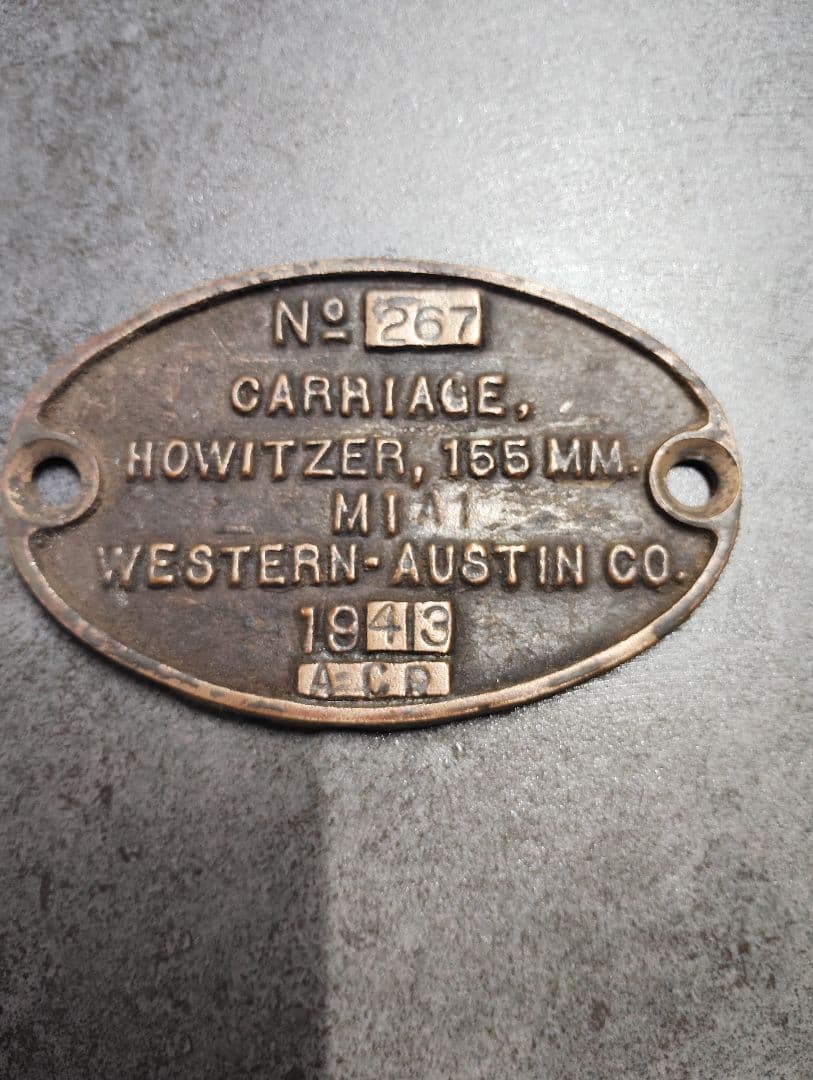 No 267
CARRIAGE,
HOWITZER, 155 MM.
M1A1
WESTERN-AUSTIN CO.
1943